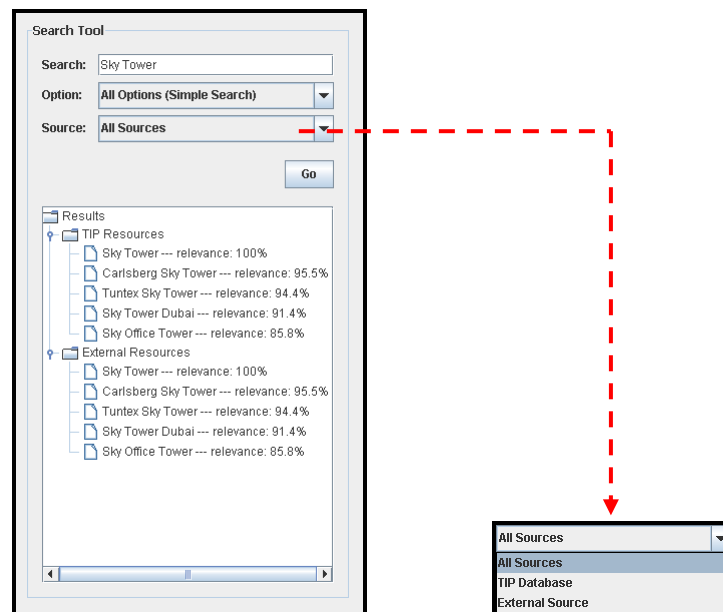 Search Tool
Search: Sky Tower
Option: All Options (Simple Search)
Source: All Sources
Go
Results
TIP Resources
Sky Tower --- relevance: 100%
Carlsberg Sky Tower --- relevance: 95.5%
Tuntex Sky Tower --- relevance: 94.4%
Sky Tower Dubai --- relevance: 91.4%
Sky Office Tower --- relevance: 85.8%
External Resources
Sky Tower --- relevance: 100%
Carlsberg Sky Tower --- relevance: 95.5%
Tuntex Sky Tower --- relevance: 94.4%
Sky Tower Dubai --- relevance: 91.4%
Sky Office Tower --- relevance: 85.8%
All Sources
All Sources
TIP Database
External Source